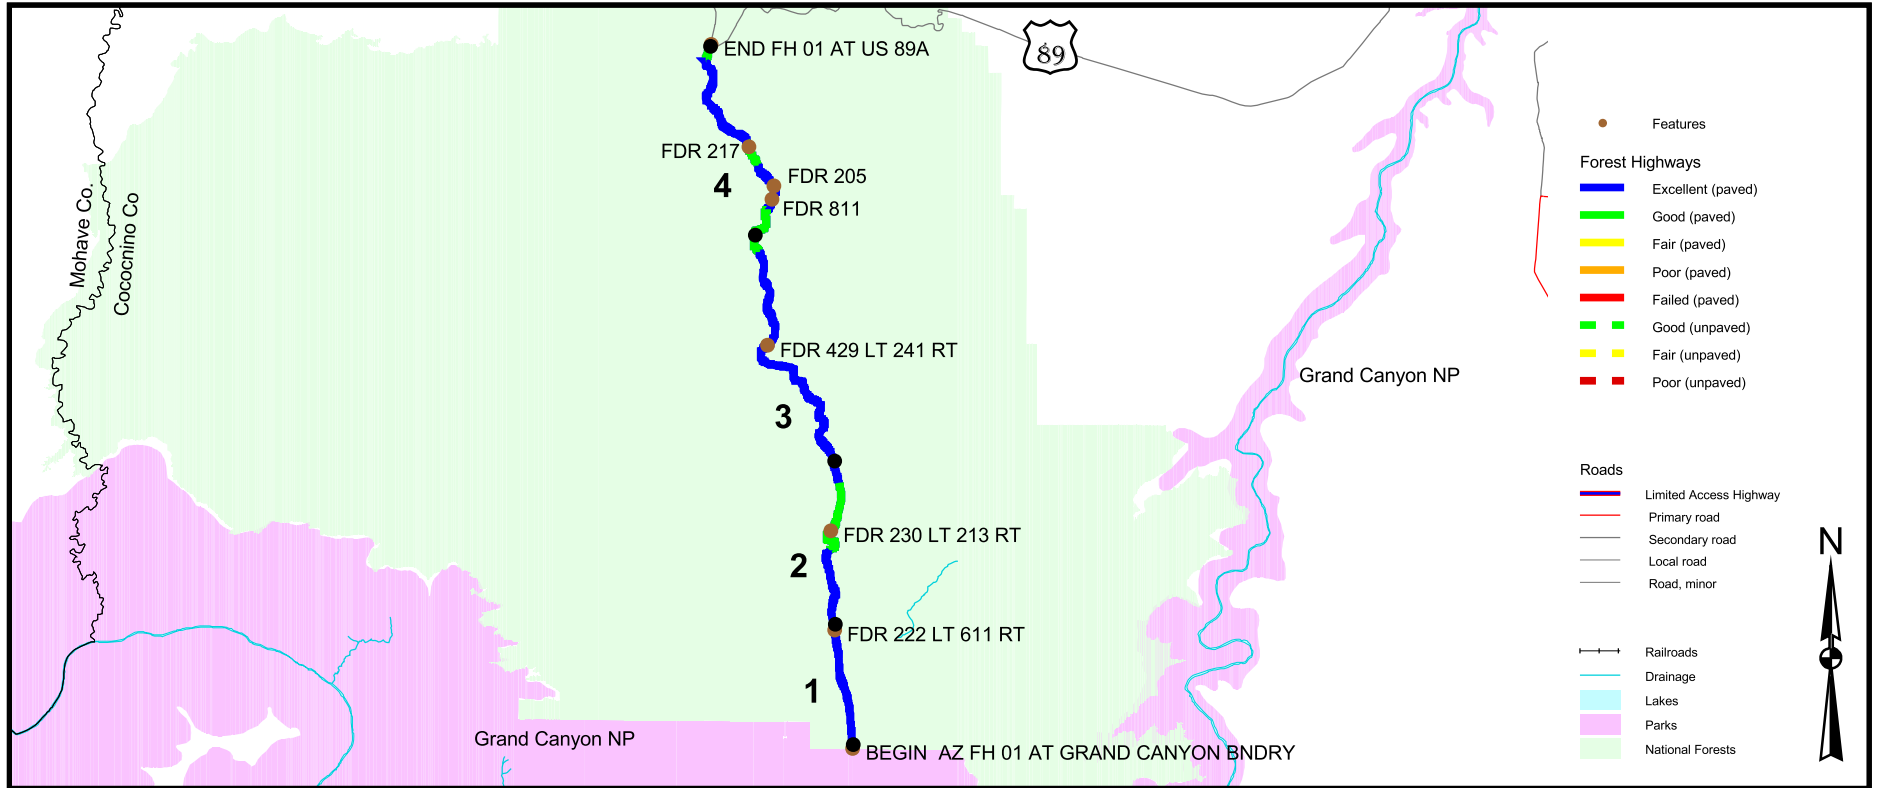 END FH 01 AT US 89A
89
FDR 217
4
FDR 205
FDR 811
Mohave Co.
Cococnino Co
FDR 429 LT 241 RT
3
Grand Canyon NP
FDR 230 LT 213 RT
2
FDR 222 LT 611 RT
1
Grand Canyon NP
BEGIN AZ FH 01 AT GRAND CANYON BNDRY
Features
Forest Highways
Excellent (paved)
Good (paved)
Fair (paved)
Poor (paved)
Failed (paved)
Good (unpaved)
Fair (unpaved)
Poor (unpaved)
Roads
Limited Access Highway
Primary road
Secondary road
Local road
Road, minor
Railroads
Drainage
Lakes
Parks
National Forests
N